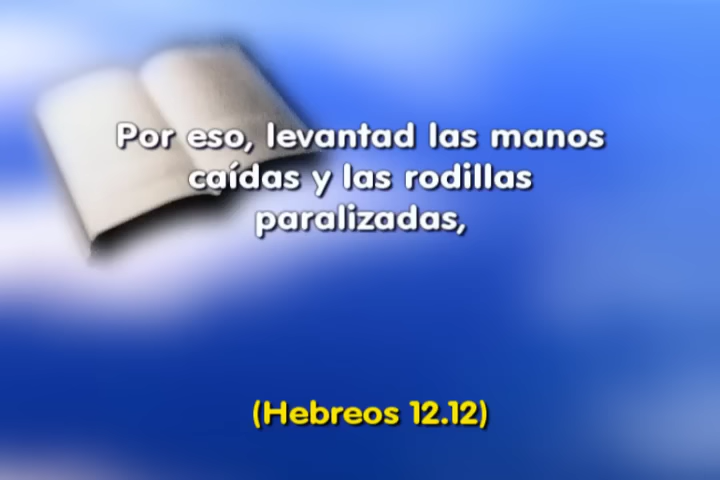 Por eso, levantad las manos
caídas y las rodillas
paralizadas,
(Hebreos 12.12)